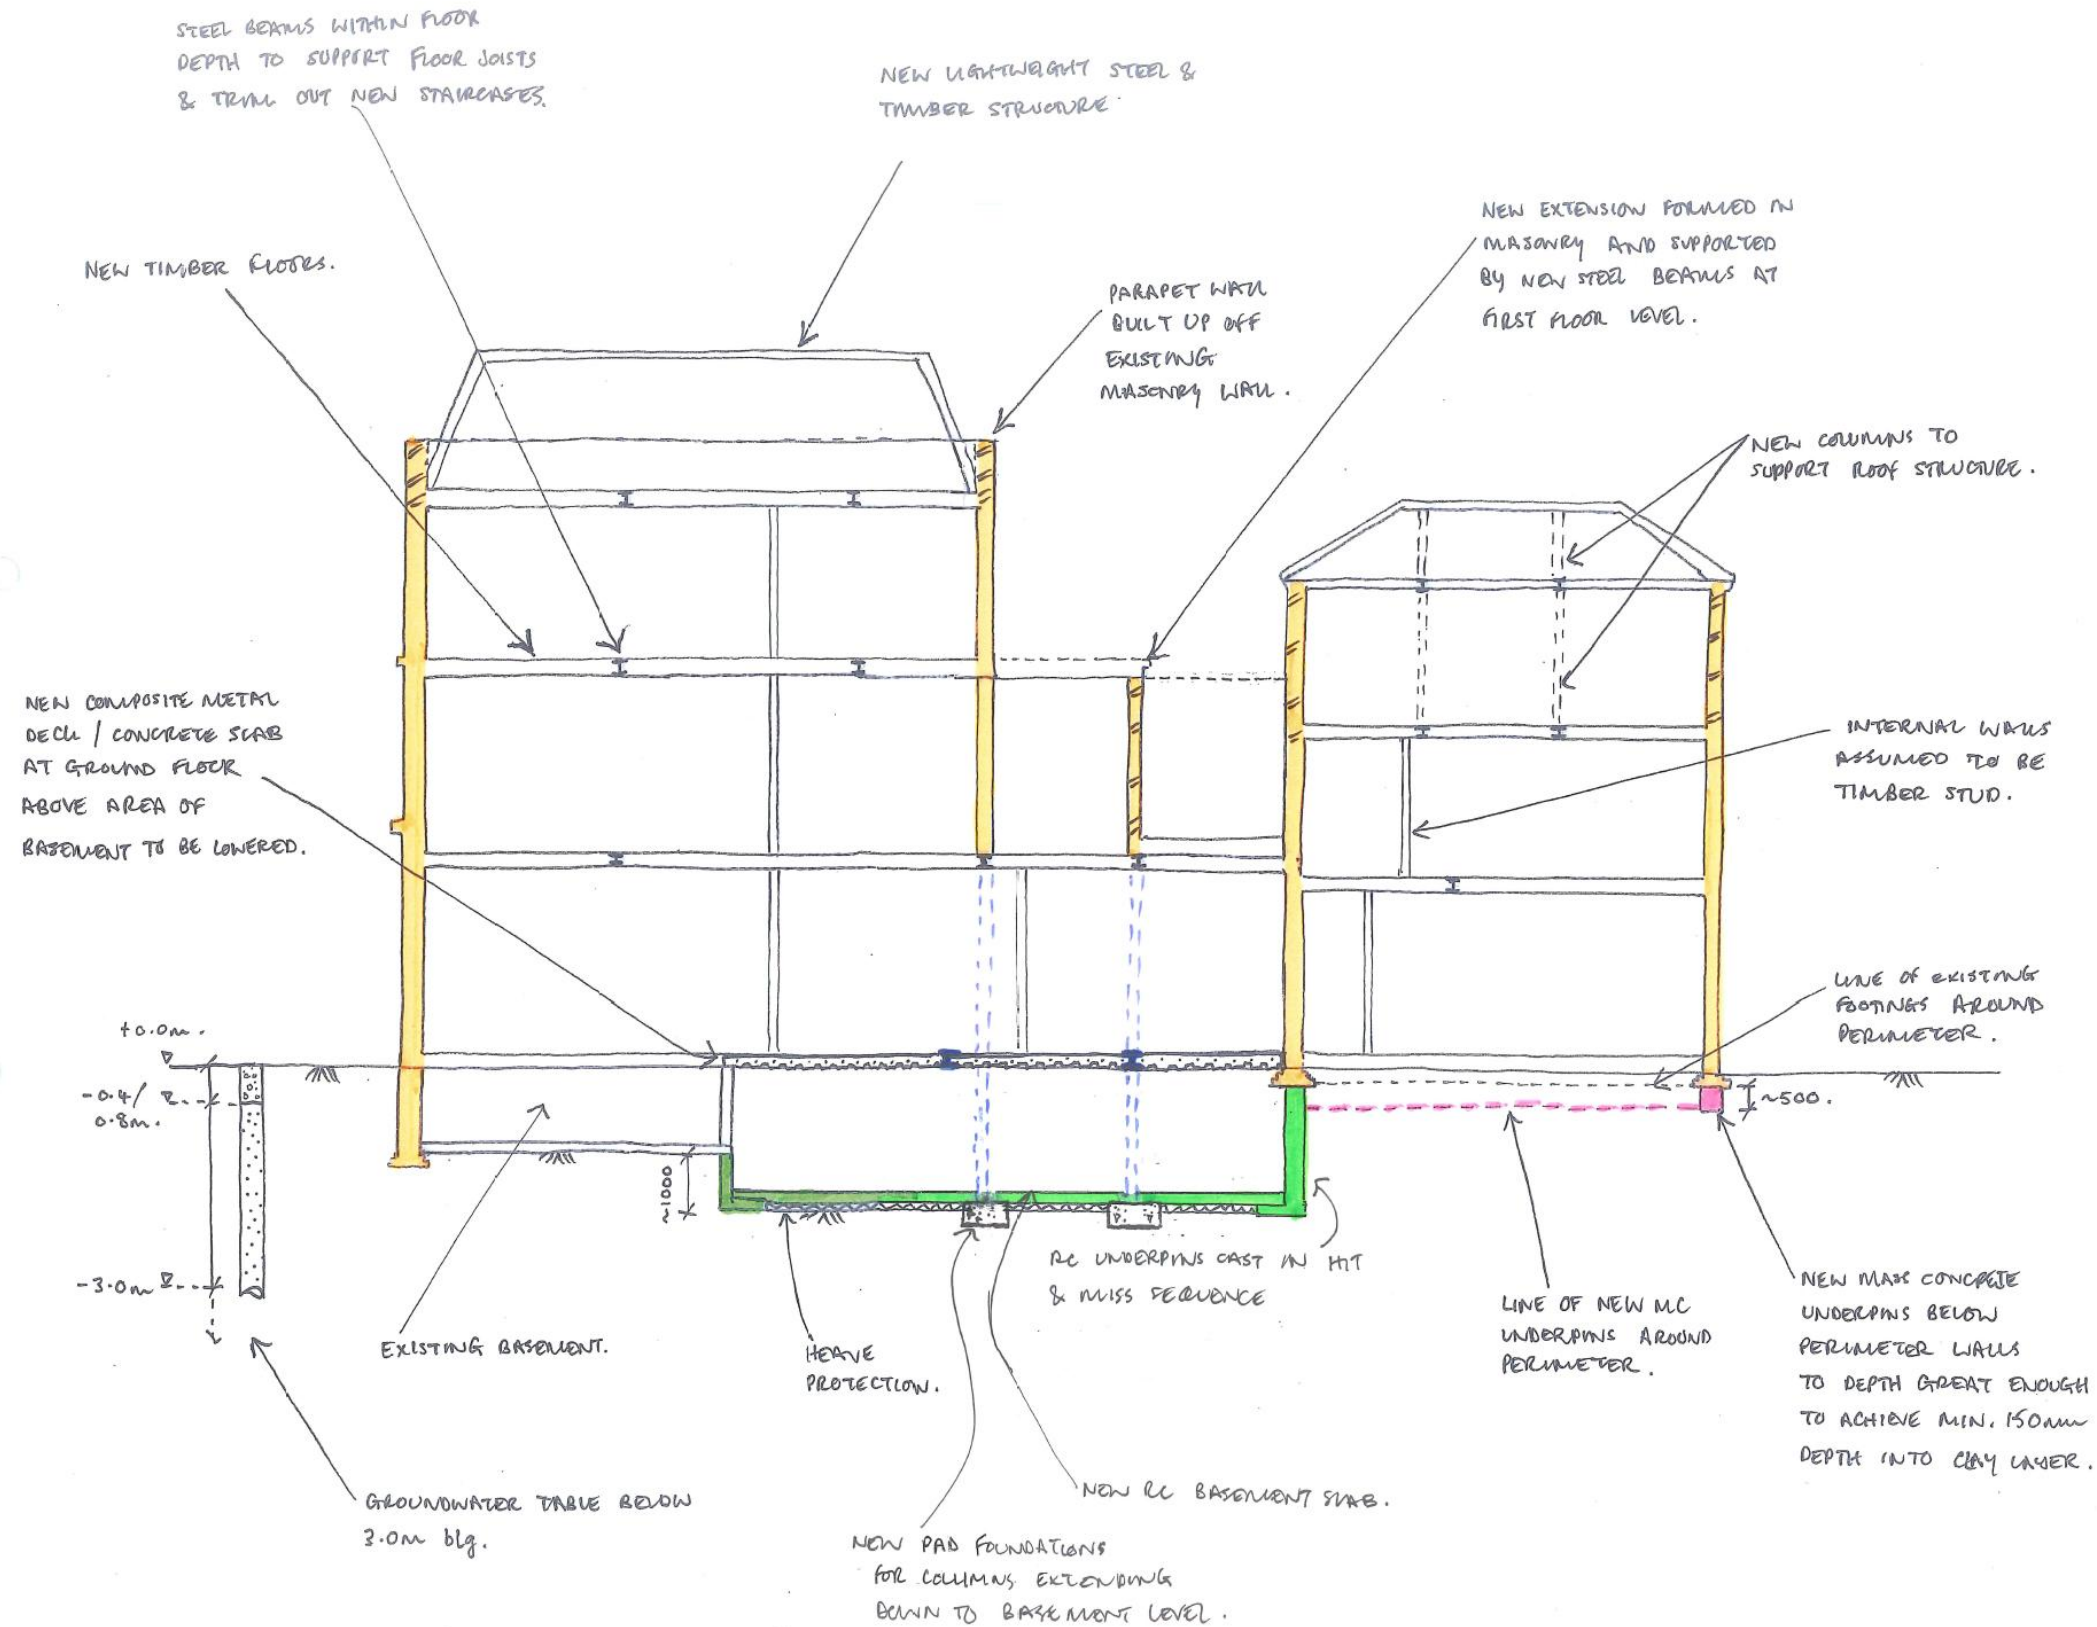 STEEL BEAMS WITHIN FLOOR
DEPTH TO SUPPORT FLOOR JOISTS
& TRIM OUT NEW STAIRCASES.
NEW LIGHTWEIGHT STEEL &
TIMBER STRUCTURE
NEW EXTENSION FORMED IN
MASONRY AND SUPPORTED
BY NEW STEEL BEAMS AT
FIRST FLOOR LEVEL.
NEW TIMBER FLOORS.
PARAPET WALL
BUILT UP OFF
EXISTING
MASONRY WALL.
NEW COLUMNS TO
SUPPORT ROOF STRUCTURE.
NEW COMPOSITE METAL
DECK / CONCRETE SLAB
AT GROUND FLOOR
ABOVE AREA OF
BASEMENT TO BE LOWERED.
INTERNAL WALLS
ASSUMED TO BE
TIMBER STUD.
LINE OF EXISTING
FOOTINGS AROUND
PERIMETER.
±0.0m.
-0.4/
0.8m.
-3.0m
~500.
~1000
RC UNDERPINS CAST IN HIT
& MISS SEQUENCE
EXISTING BASEMENT.
HEAVE
PROTECTION.
LINE OF NEW MC
UNDERPINS AROUND
PERIMETER.
NEW MASS CONCRETE
UNDERPINS BELOW
PERIMETER WALLS
TO DEPTH GREAT ENOUGH
TO ACHIEVE MIN. 150mm
DEPTH INTO CLAY LAYER.
GROUNDWATER TABLE BELOW
3.0m blg.
NEW RC BASEMENT SLAB.
NEW PAD FOUNDATIONS
FOR COLUMNS EXTENDING
DOWN TO BASEMENT LEVEL.